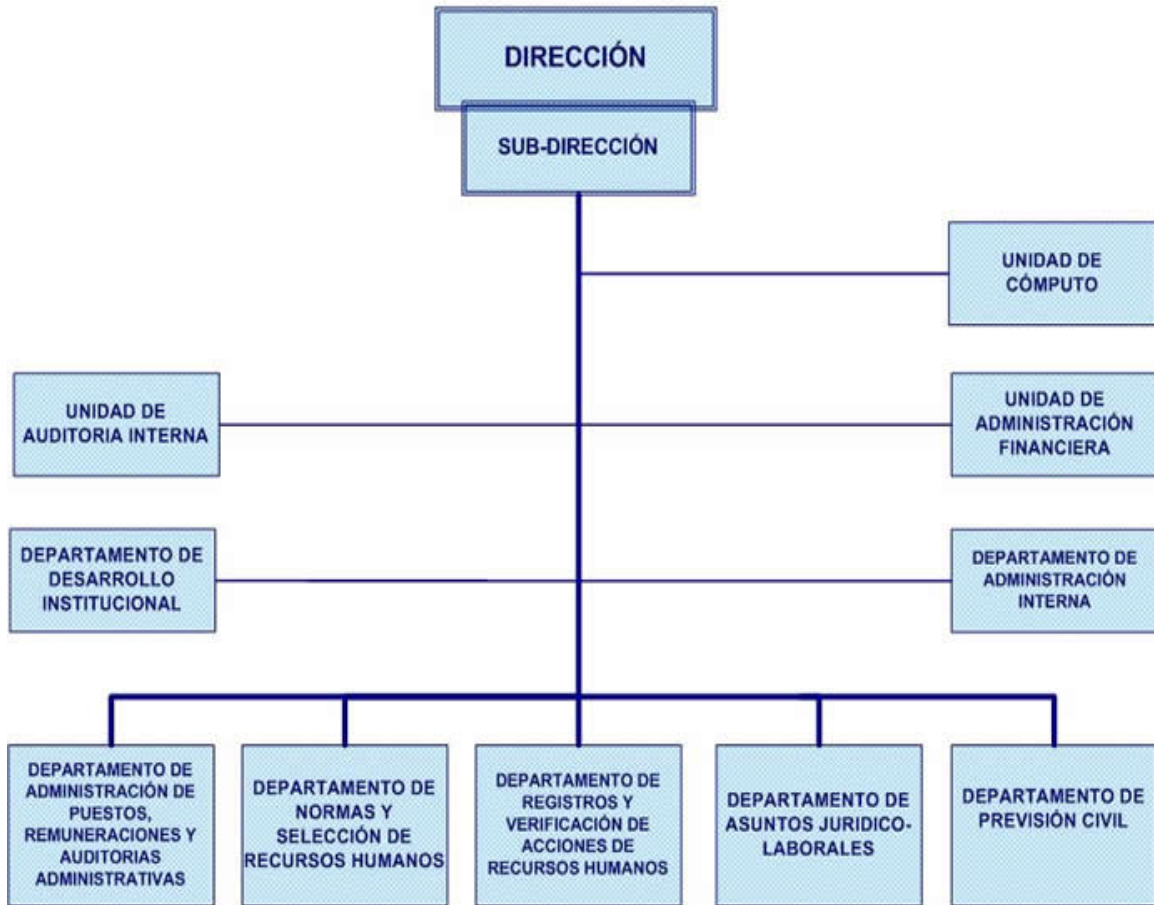 DIRECCIÓN
SUB-DIRECCIÓN
UNIDAD DE
CÓMPUTO
UNIDAD DE
AUDITORIA INTERNA
UNIDAD DE
ADMINISTRACIÓN
FINANCIERA
DEPARTAMENTO DE
DESARROLLO
INSTITUCIONAL
DEPARTAMENTO DE
ADMINISTRACIÓN
INTERNA
DEPARTAMENTO DE
ADMINISTRACIÓN DE
PUESTOS,
REMUNERACIONES Y
AUDITORIAS
ADMINISTRATIVAS
DEPARTAMENTO DE
NORMAS Y
SELECCIÓN DE
RECURSOS HUMANOS
DEPARTAMENTO DE
REGISTROS Y
VERIFICACIÓN DE
ACCIONES DE
RECURSOS HUMANOS
DEPARTAMENTO DE
ASUNTOS JURIDICO-
LABORALES
DEPARTAMENTO DE
PREVISIÓN CIVIL